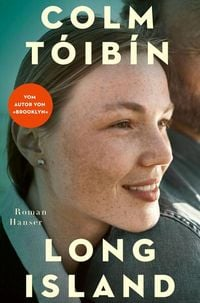 COLM
TÓIBÍN
VOM
AUTOR VON
»BROOKLYN«
Roman
Hanser
LONG
ISLAND